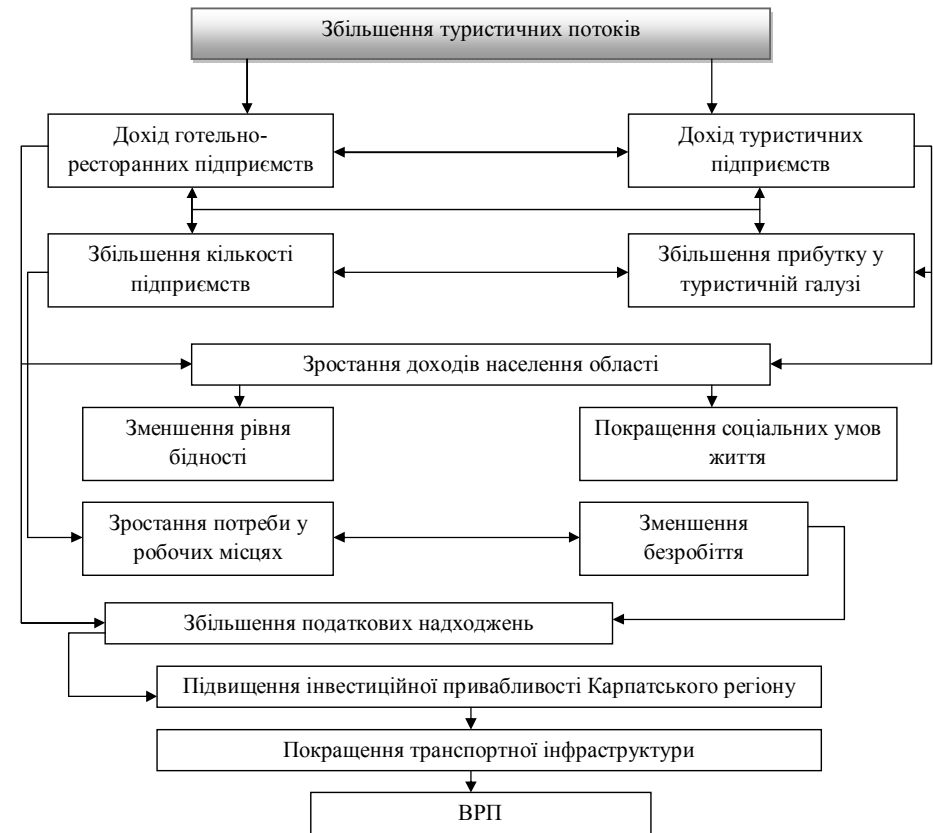 Збільшення туристичних потоків
Дохід готельно-
ресторанних підприємств
Дохід туристичних
підприємств
Збільшення кількості
підприємств
Збільшення прибутку у
туристичній галузі
Зростання доходів населення області
Зменшення рівня
бідності
Покращення соціальних умов
життя
Зростання потреби у
робочих місцях
Зменшення
безробіття
Збільшення податкових надходжень
Підвищення інвестиційної привабливості Карпатського регіону
Покращення транспортної інфраструктури
ВРП